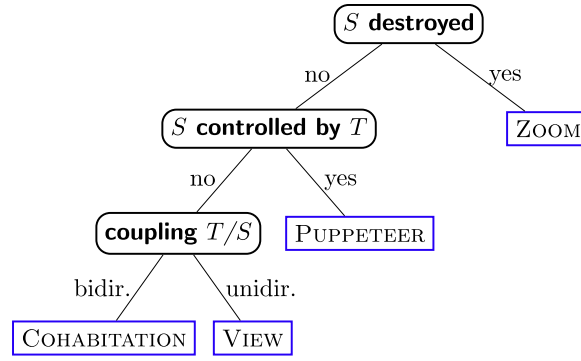 S destroyed
no
yes
S controlled by T
ZOOM
no
yes
coupling T/S
PUPPETEER
bidir.
unidir.
COHABITATION
VIEW